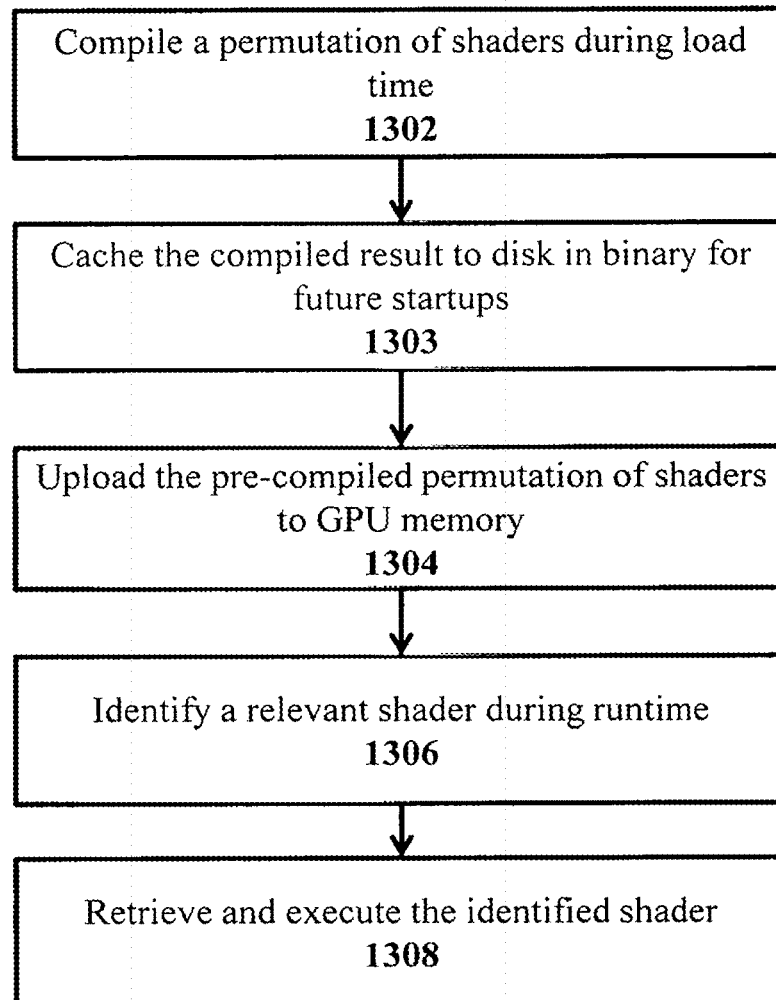 Compile a permutation of shaders during load
time
1302
Cache the compiled result to disk in binary for
future startups
1303
Upload the pre-compiled permutation of shaders
to GPU memory
1304
Identify a relevant shader during runtime
1306
Retrieve and execute the identified shader
1308